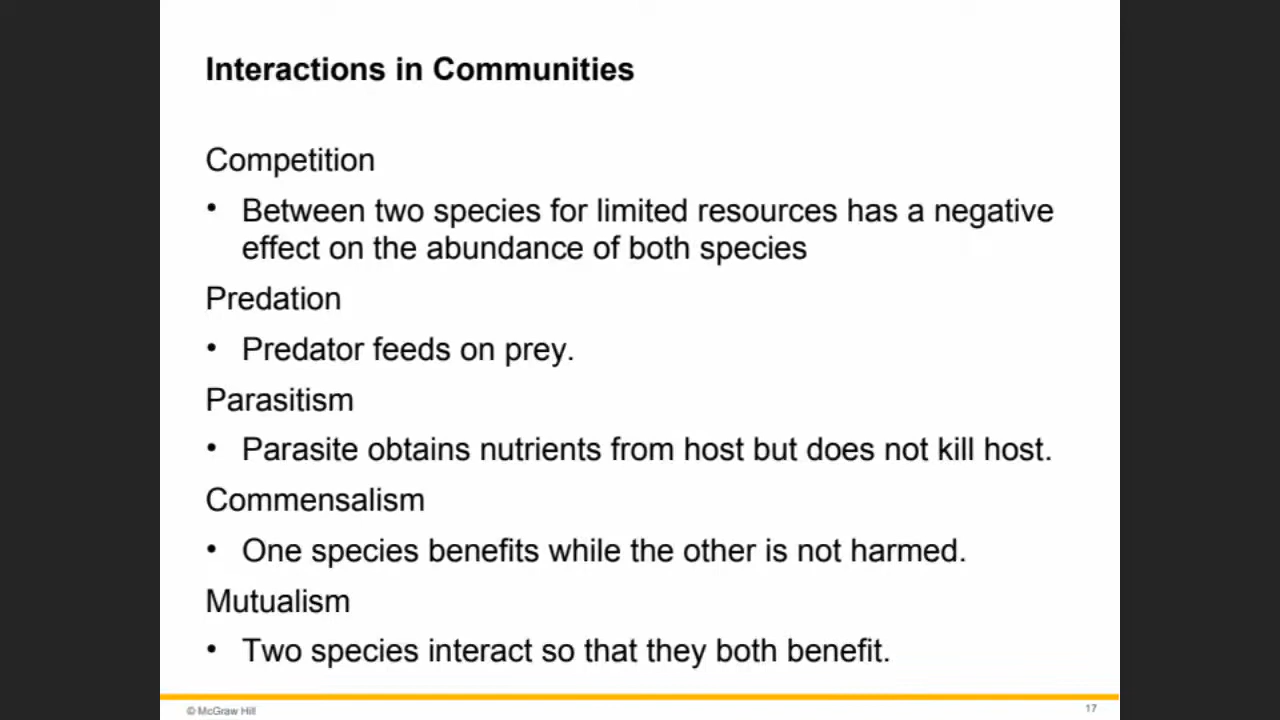 Interactions in Communities
Competition
• Between two species for limited resources has a negative
effect on the abundance of both species
Predation
• Predator feeds on prey.
Parasitism
• Parasite obtains nutrients from host but does not kill host.
Commensalism
• One species benefits while the other is not harmed.
Mutualism
• Two species interact so that they both benefit.
© McGraw Hill
17